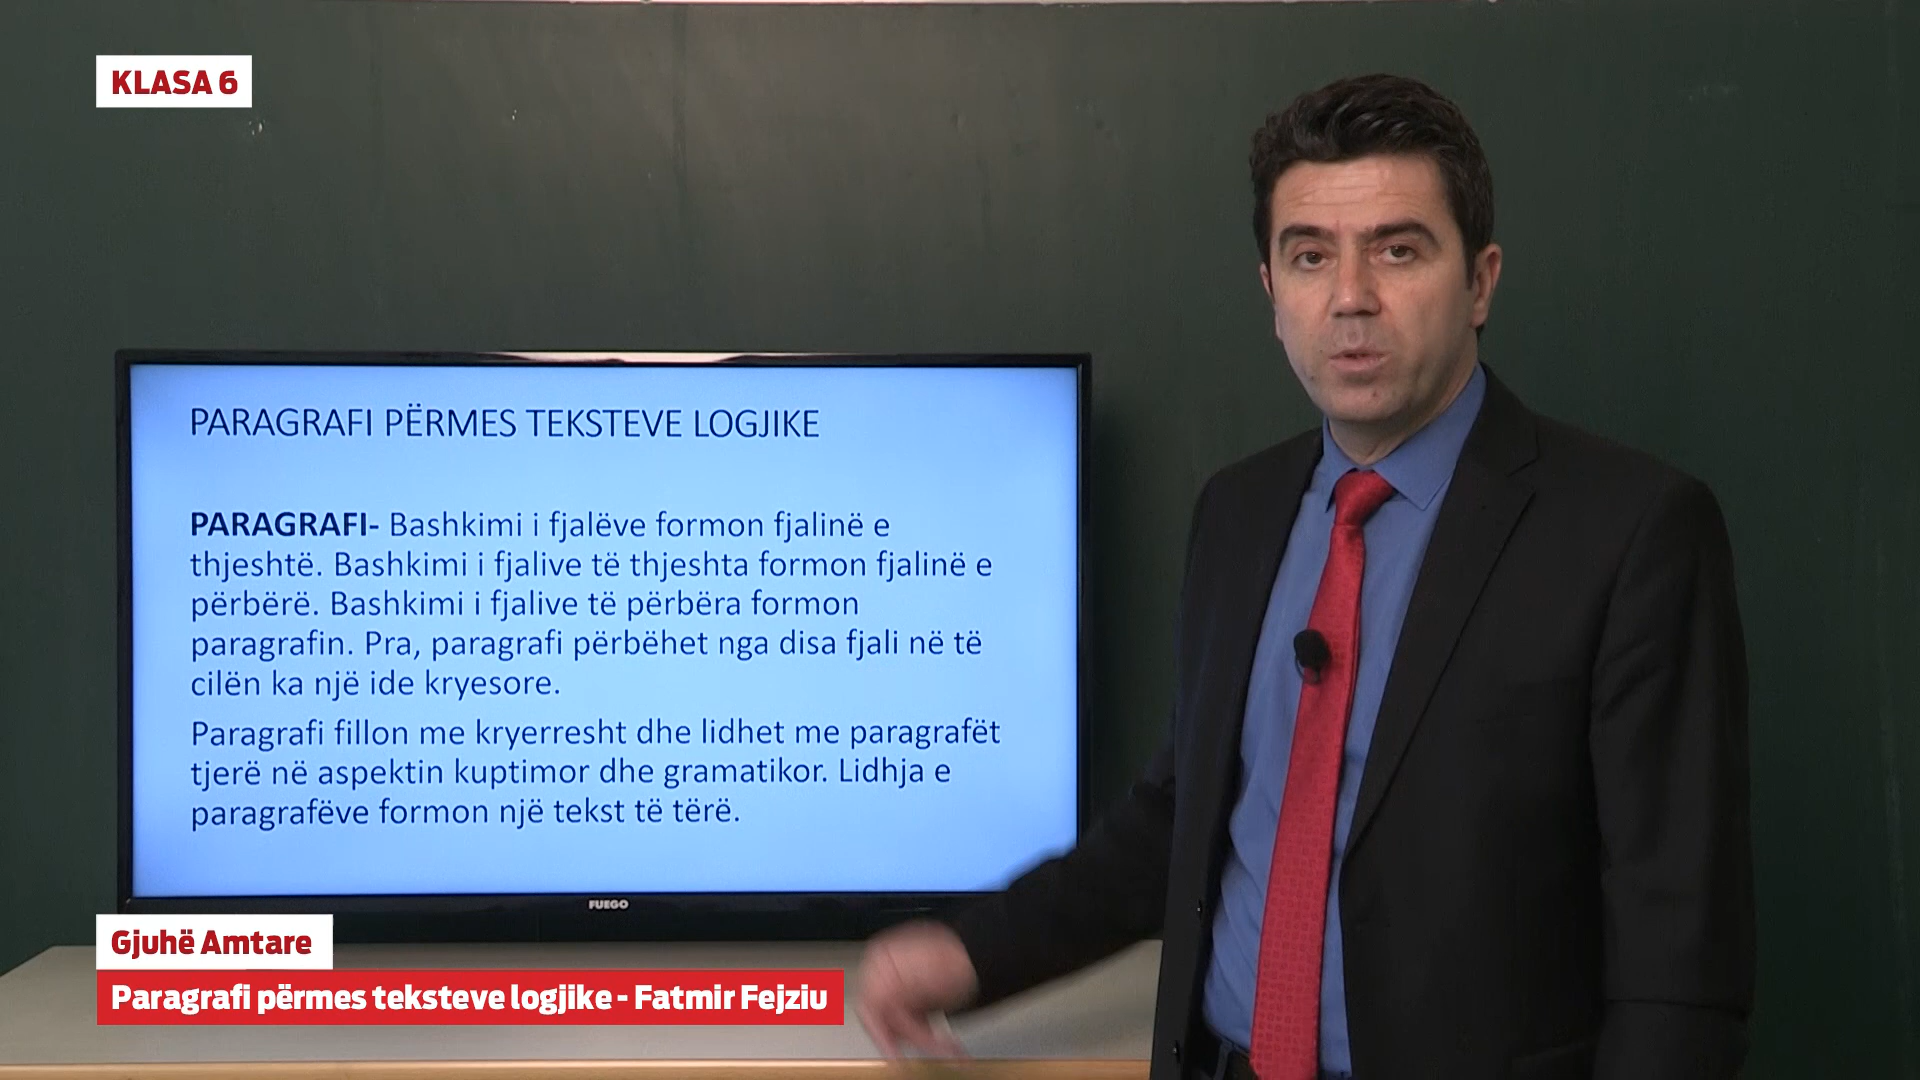 KLASA 6
PARAGRAFI PËRMES TEKSTEVE LOGJIKE
PARAGRAFI- Bashkimi i fjalëve formon fjalinë e
thjeshtë. Bashkimi i fjalive të thjeshta formon fjalinë e
përbërë. Bashkimi i fjalive të përbëra formon
paragrafin. Pra, paragrafi përbëhet nga disa fjali në të
cilën ka një ide kryesore.
Paragrafi fillon me kryerresht dhe lidhet me paragrafët
tjerë në aspektin kuptimor dhe gramatikor. Lidhja e
paragrafëve formon një tekst të tërë.
FUEGO
Gjuhë Amtare
Paragrafi përmes teksteve logjike - Fatmir Fejziu